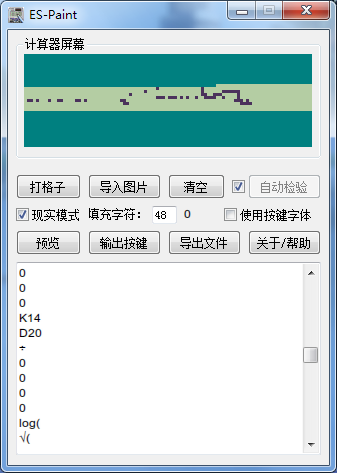 ES-Paint
计算器屏幕
打格子 导入图片 清空 自动检验
现实模式 填充字符： 48 0 使用按键字体
预览 输出按键 导出文件 关于/帮助
0
0
0
K14
D20
÷
0
0
0
0
log(
√(